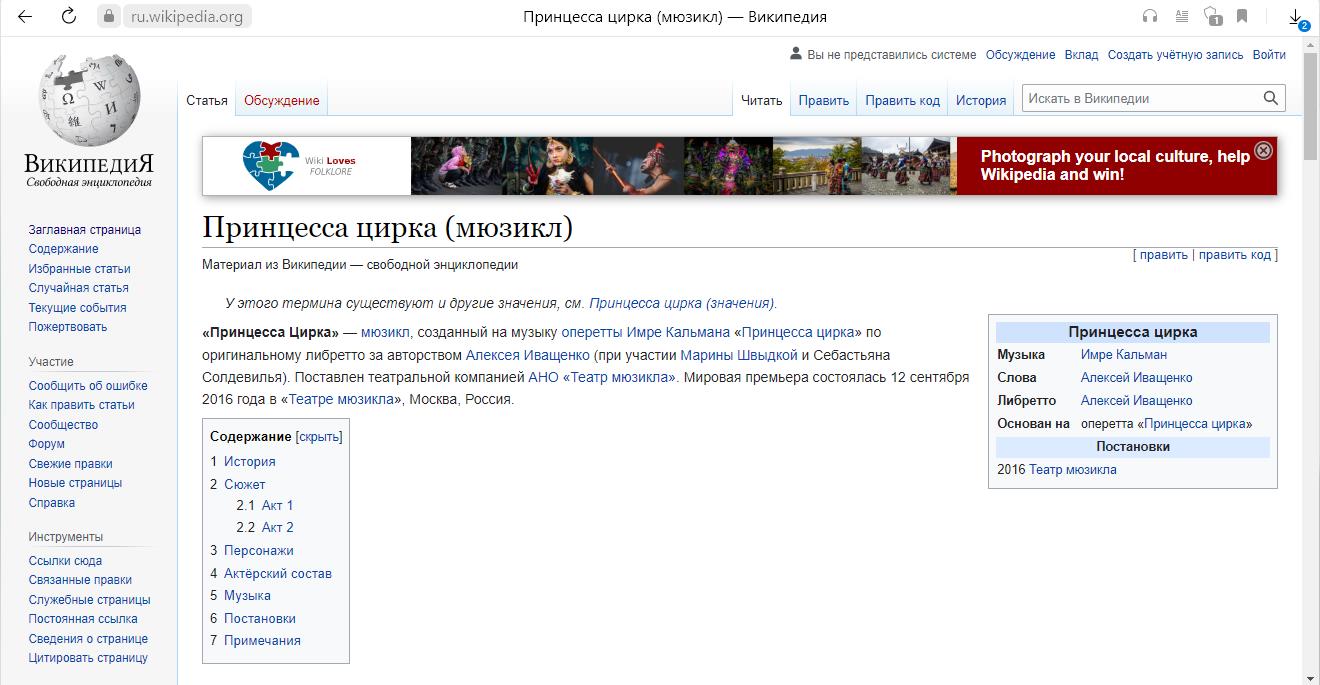 ru.wikipedia.org
Принцесса цирка (мюзикл) — Википедия
1
2
Вы не представились системе Обсуждение Вклад Создать учётную запись Войти
Статья Обсуждение Читать Править Править код История Искать в Википедии
W
Ω
И
維
7
ВикипедиЯ
Свободная энциклопедия
Wiki Loves
FOLKLORE
Photograph your local culture, help
Wikipedia and win!
Заглавная страница
Содержание
Избранные статьи
Случайная статья
Текущие события
Пожертвовать
Участие
Сообщить об ошибке
Как править статьи
Сообщество
Форум
Свежие правки
Новые страницы
Справка
Инструменты
Ссылки сюда
Связанные правки
Служебные страницы
Постоянная ссылка
Сведения о странице
Цитировать страницу
Принцесса цирка (мюзикл)
[ править | править код ]
Материал из Википедии — свободной энциклопедии
У этого термина существуют и другие значения, см. Принцесса цирка (значения).
«Принцесса Цирка» — мюзикл, созданный на музыку оперетты Имре Кальмана «Принцесса цирка» по
оригинальному либретто за авторством Алексея Иващенко (при участии Марины Швыдкой и Себастьяна
Солдевилья). Поставлен театральной компанией АНО «Театр мюзикла». Мировая премьера состоялась 12 сентября
2016 года в «Театре мюзикла», Москва, Россия.
Содержание [скрыть]
1 История
2 Сюжет
2.1 Акт 1
2.2 Акт 2
3 Персонажи
4 Актёрский состав
5 Музыка
6 Постановки
7 Примечания
Принцесса цирка
Музыка Имре Кальман
Слова Алексей Иващенко
Либретто Алексей Иващенко
Основан на оперетта «Принцесса цирка»
Постановки
2016 Театр мюзикла